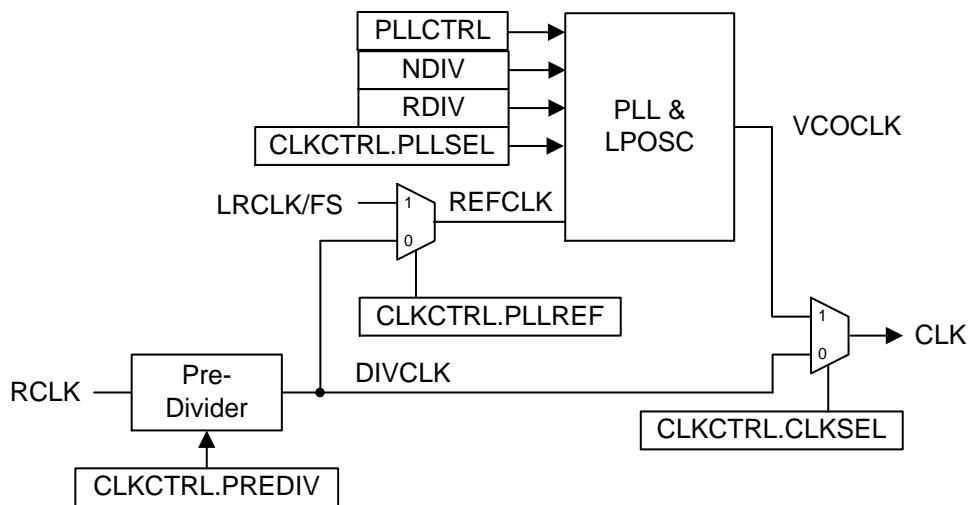 PLLCTRL
NDIV
RDIV
CLKCTRL.PLLSEL
PLL &
LPOSC
VCOCLK
LRCLK/FS
1
0
REFCLK
CLKCTRL.PLLREF
1
0
CLK
RCLK
Pre-
Divider
DIVCLK
CLKCTRL.CLKSEL
CLKCTRL.PREDIV